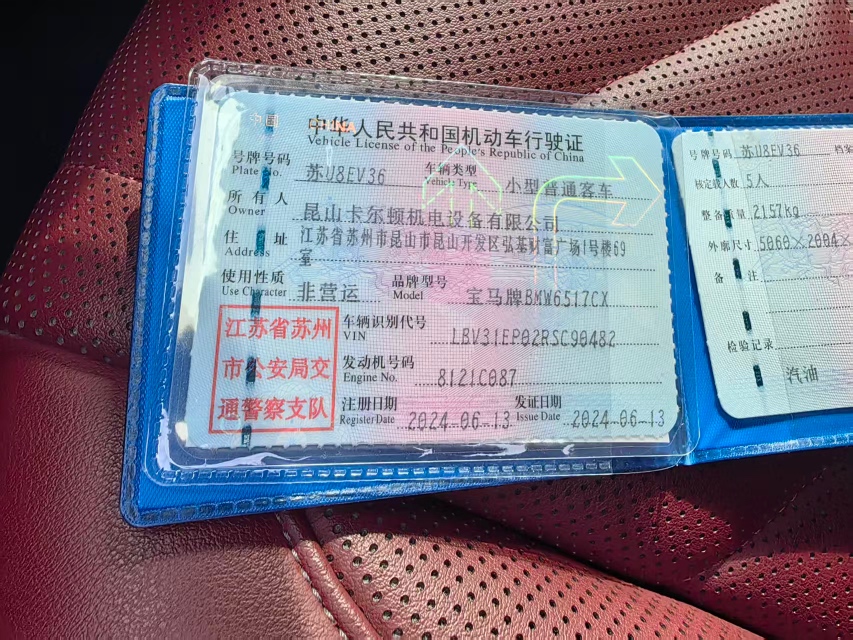 中国
中华人民共和国机动车行驶证
Vehicle License of the People's Republic of China
号牌号码 苏U8EV36 车辆类型 小型普通客车
Plate No. Vehicle Type
所有人 昆山卡尔顿机电设备有限公司
Owner
住址 江苏省苏州市昆山市昆山开发区弘基财富广场1号楼69
Address 室
使用性质 非营运 品牌型号 宝马牌BMW6517CX
Use Character Model
江苏省苏州
市公安局交
通警察支队
车辆识别代号 LBV31EP02RSC90482
VIN
发动机号码 8121C087
Engine No.
注册日期 2024-06-13 发证日期 2024-06-13
Register Date Issue Date
号牌号码 苏U8EV36 档案
核定载人数 5人
整备质量 2157kg
外廓尺寸 5060×2004×
备注
检验记录
汽油